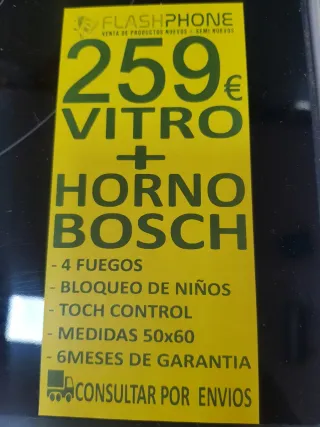 FLASHPHONE
VENTA DE PRODUCTOS NUEVOS Y SEMI NUEVOS
259€
VITRO
+
HORNO
BOSCH
- 4 FUEGOS
- BLOQUEO DE NIÑOS
- TOCH CONTROL
- MEDIDAS 50x60
- 6MESES DE GARANTIA
CONSULTAR POR ENVIOS